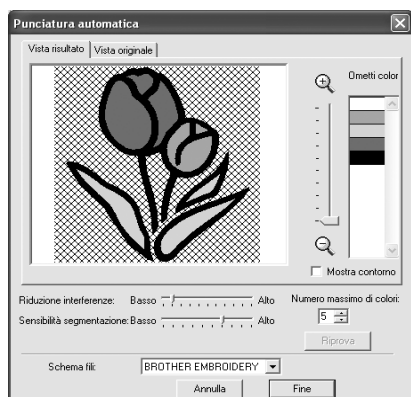 Punciatura automatica
Vista risultato Vista originale
Ometti color
Mostra contorno
Riduzione interferenze: Basso Alto Numero massimo di colori:
Sensibilità segmentazione: Basso Alto 5
Riprova
Schema fili: BROTHER EMBROIDERY
Annulla Fine